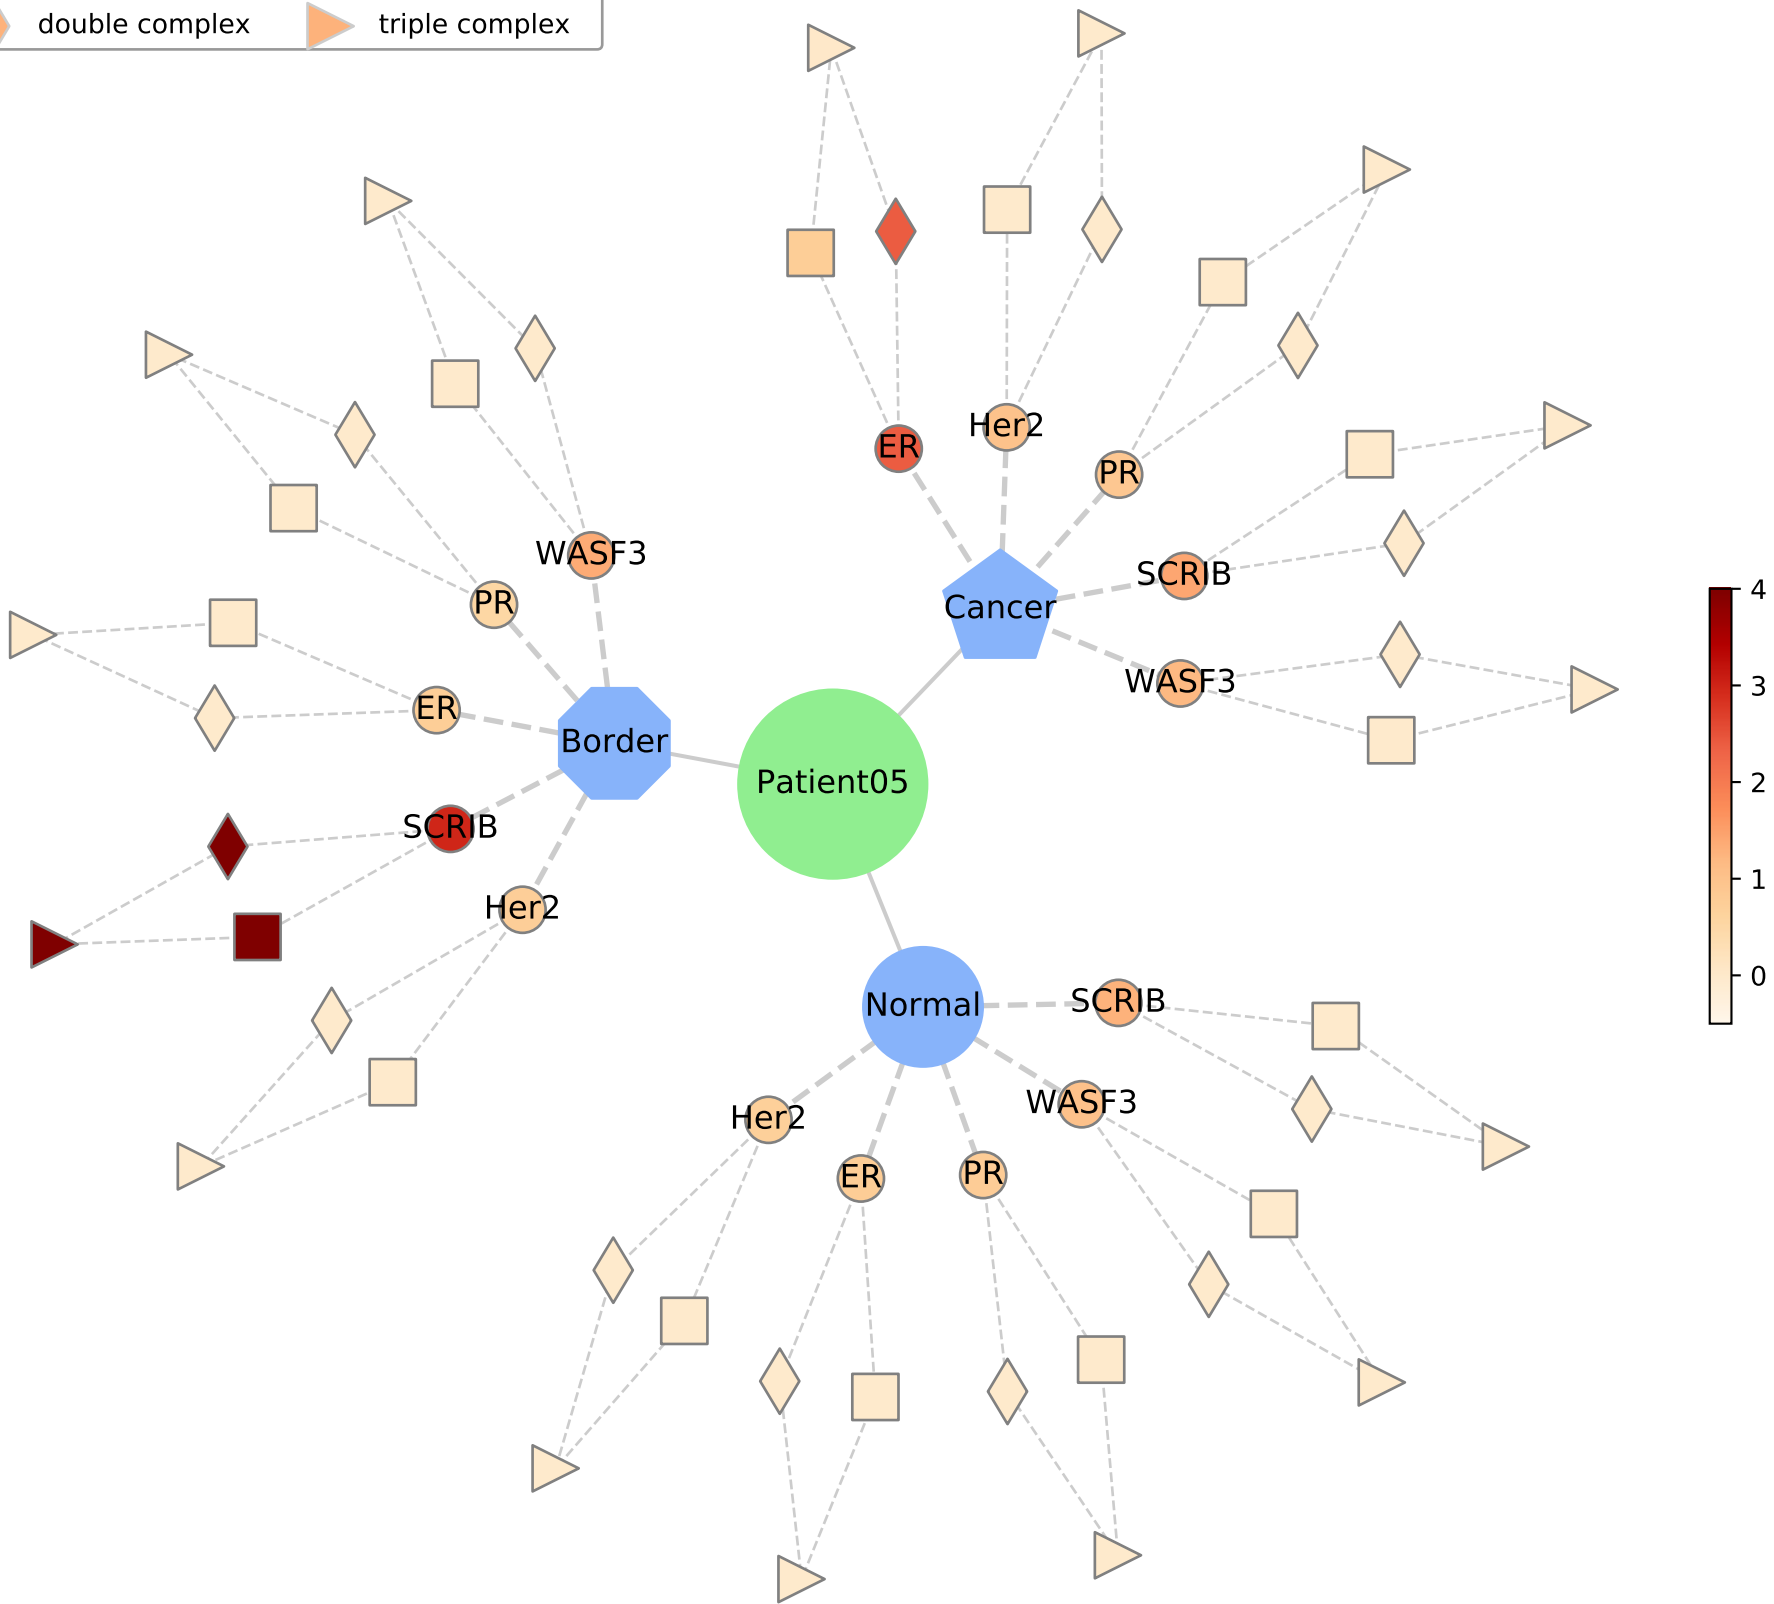 double complex
triple complex
Her2
ER
PR
WASF3
SCRIB
SCRIB
Cancer
WASF3
PR
ER
Border
Patient05
SCRIB
Her2
Normal
SCRIB
WASF3
Her2
ER
PR
4
3
2
1
0